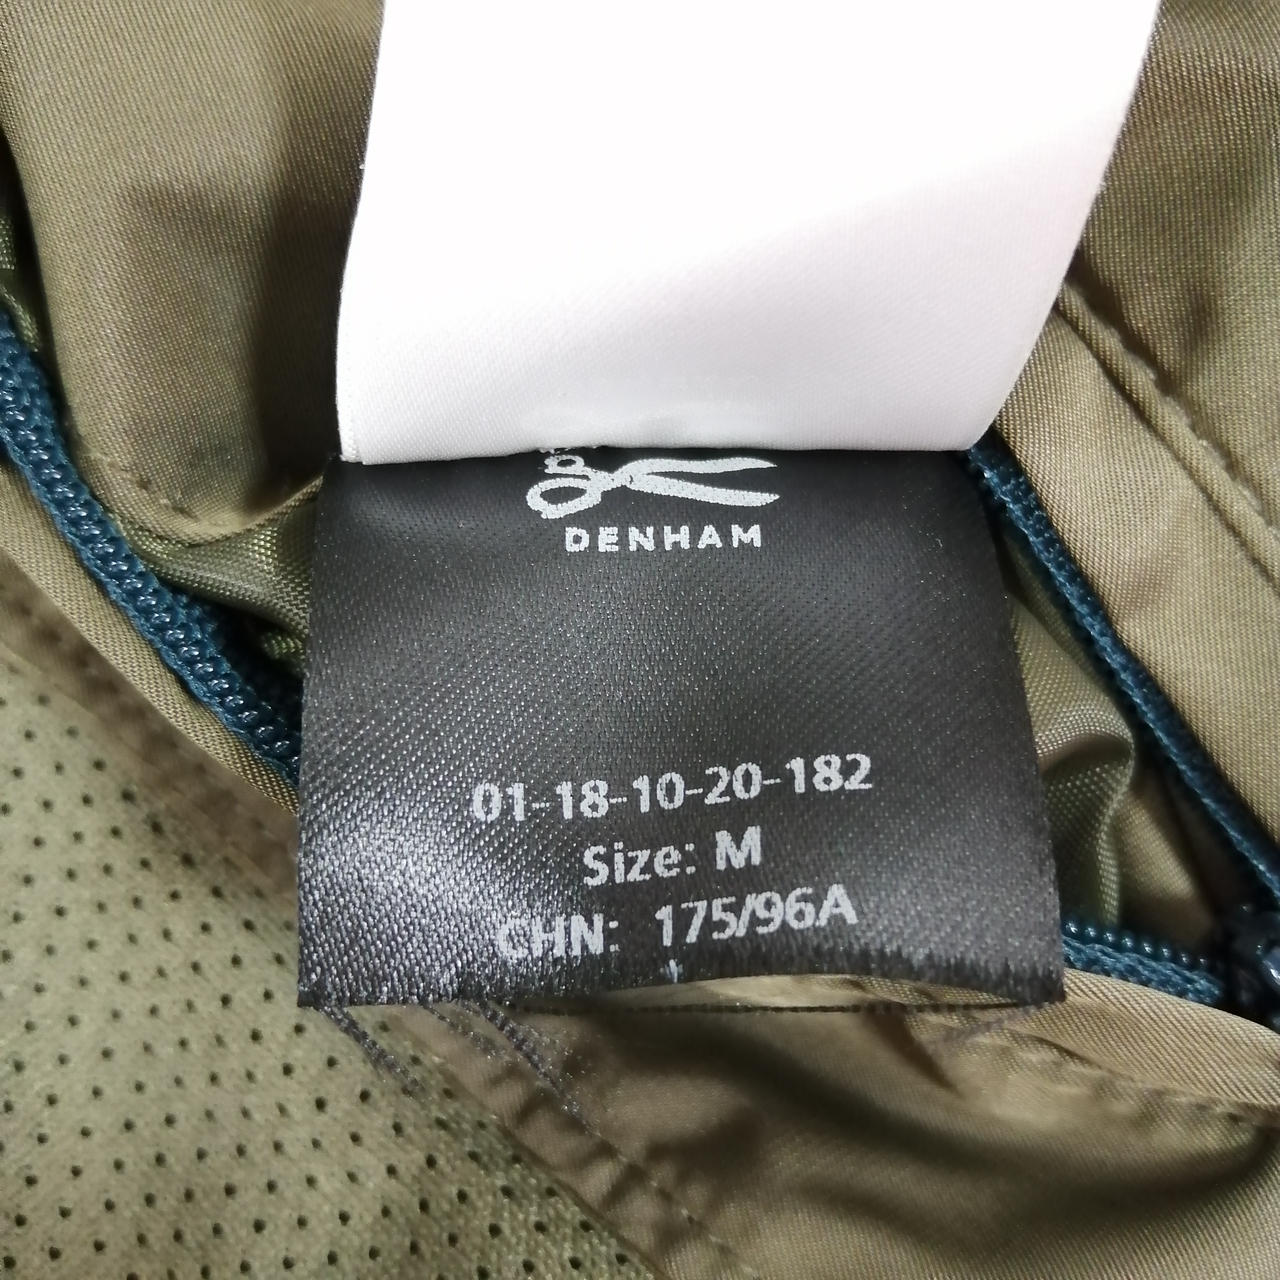 DENHAM
01-18-10-20-182
Size: M
CHN: 175/96A